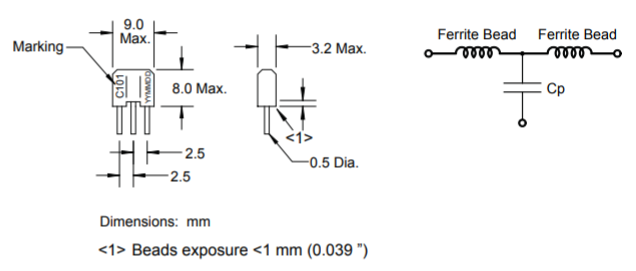 9.0
Max.
Marking
C101
YYMMDD
8.0 Max.
2.5
2.5
3.2 Max.
<1>
0.5 Dia.
Ferrite Bead Ferrite Bead
Cp
Dimensions: mm
<1> Beads exposure <1 mm (0.039 ”)